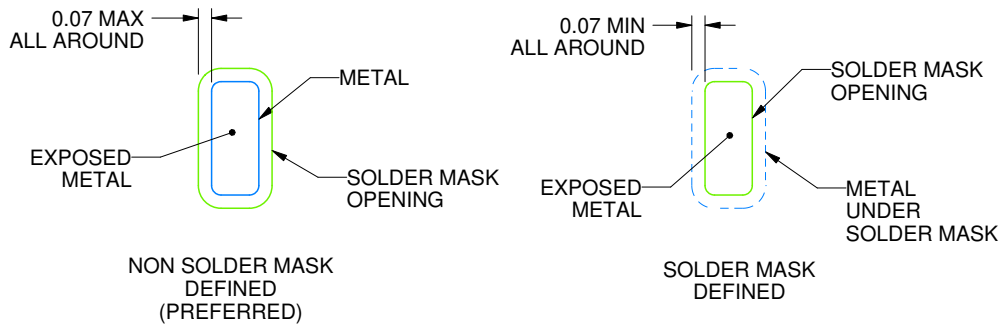 0.07 MAX
ALL AROUND
METAL
EXPOSED
METAL
SOLDER MASK
OPENING
NON SOLDER MASK
DEFINED
(PREFERRED)
0.07 MIN
ALL AROUND
SOLDER MASK
OPENING
EXPOSED
METAL
METAL
UNDER
SOLDER MASK
SOLDER MASK
DEFINED